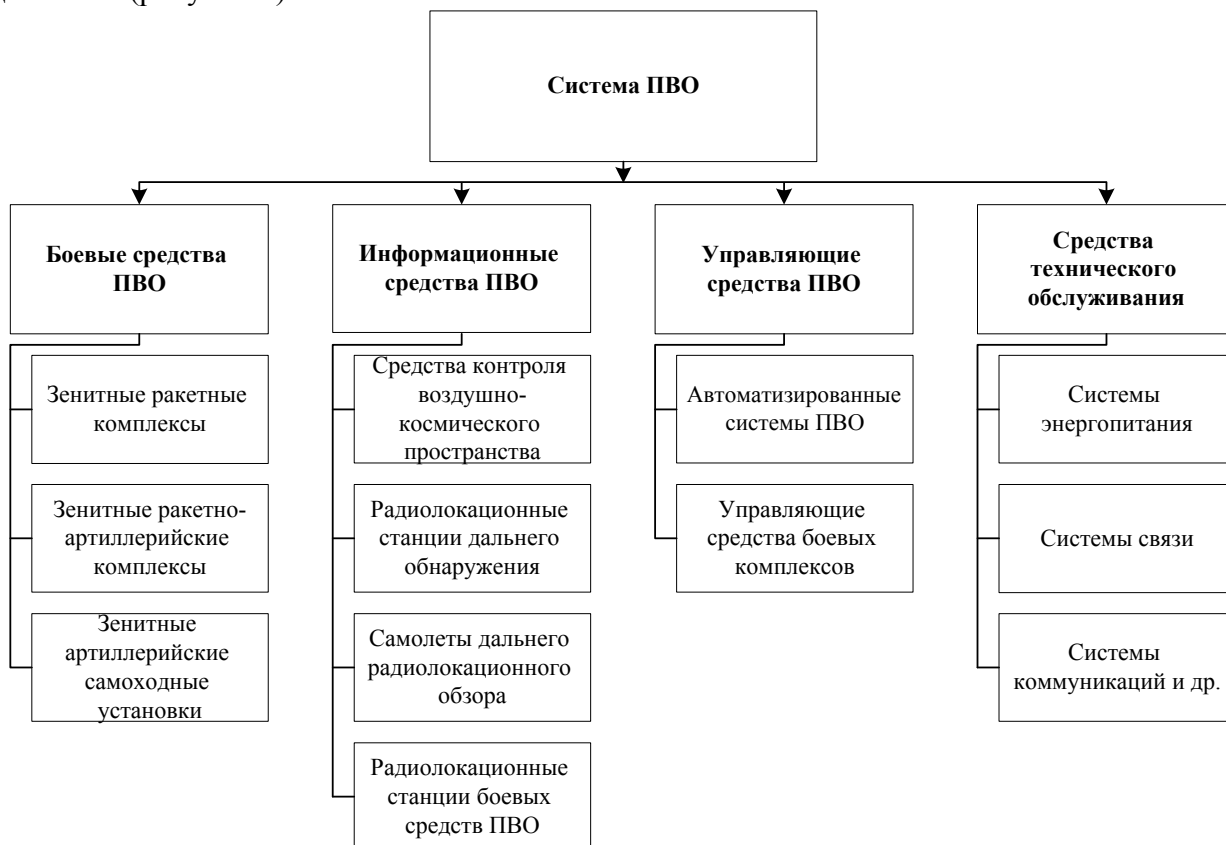 Система ПВО
Боевые средства
ПВО
Зенитные ракетные
комплексы
Зенитные ракетно-
артиллерийские
комплексы
Зенитные
артиллерийские
самоходные
установки
Информационные
средства ПВО
Средства контроля
воздушно-
космического
пространства
Радиолокационные
станции дальнего
обнаружения
Самолеты дальнего
радиолокационного
обзора
Радиолокационные
станции боевых
средств ПВО
Управляющие
средства ПВО
Автоматизированные
системы ПВО
Управляющие
средства боевых
комплексов
Средства
технического
обслуживания
Системы
энергопитания
Системы связи
Системы
коммуникаций и др.